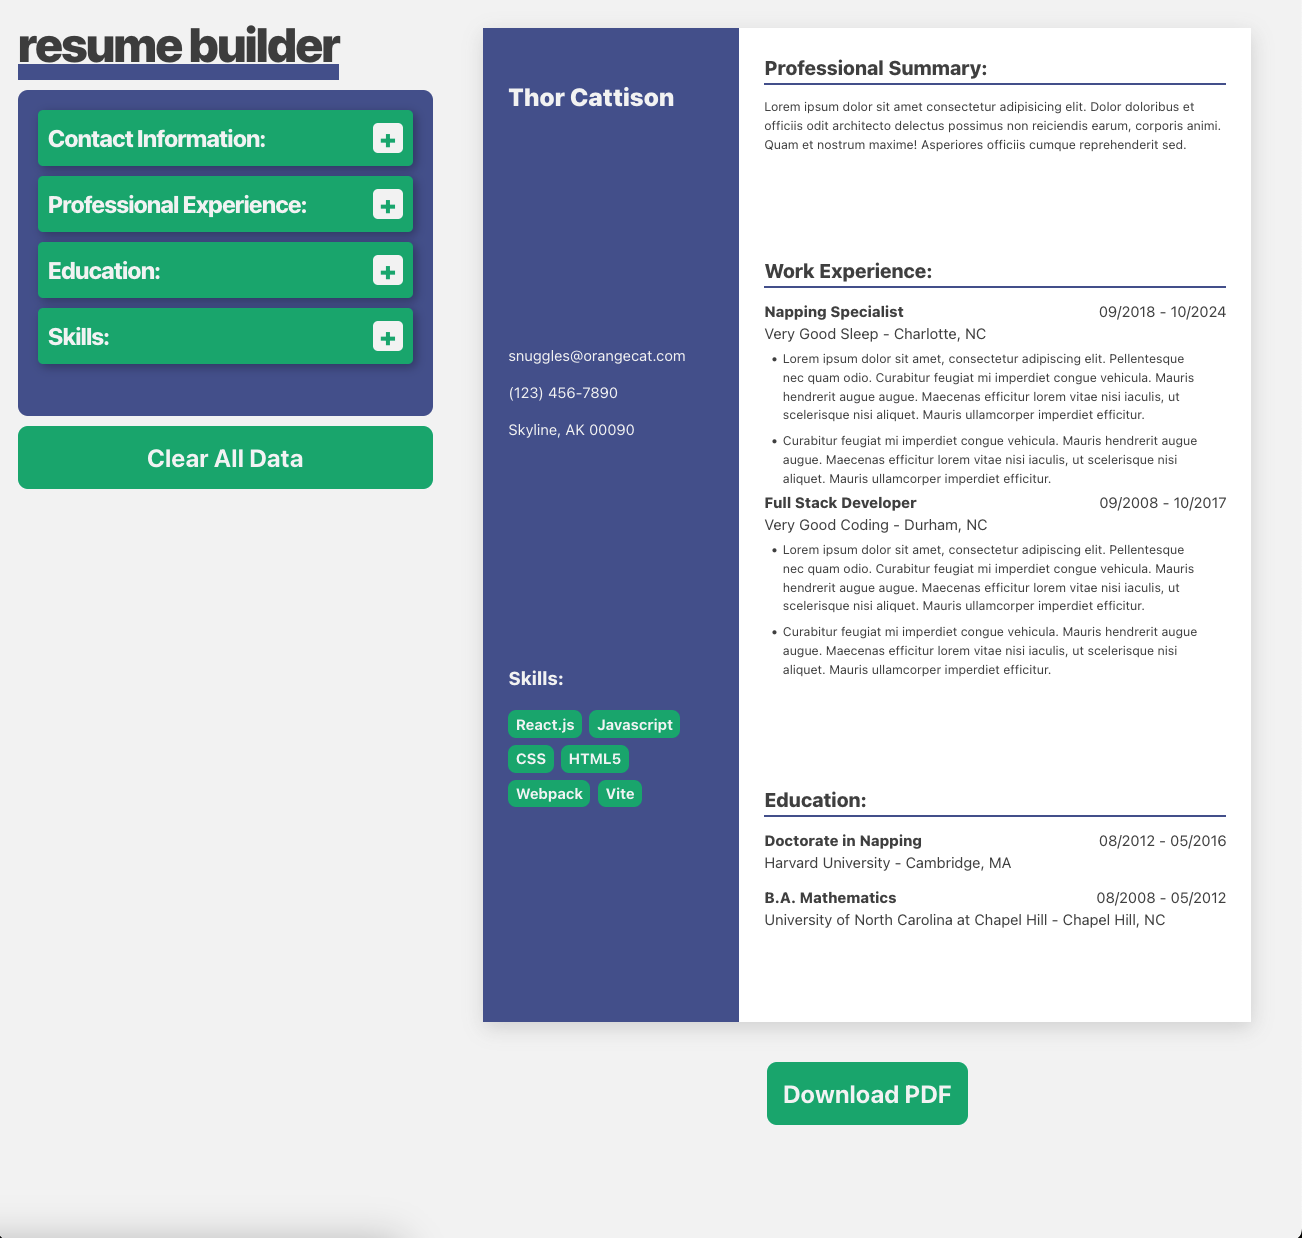 resume builder
Contact Information:
+
Professional Experience:
+
Education:
+
Skills:
+
Clear All Data
Thor Cattison
snuggles@orangecat.com
(123) 456-7890
Skyline, AK 00090
Skills:
React.js Javascript
CSS HTML5
Webpack Vite
Professional Summary:
Lorem ipsum dolor sit amet consectetur adipisicing elit. Dolor doloribus et
officiis odit architecto delectus possimus non reiciendis earum, corporis animi.
Quam et nostrum maxime! Asperiores officiis cumque reprehenderit sed.
Work Experience:
Napping Specialist 09/2018 - 10/2024
Very Good Sleep - Charlotte, NC
• Lorem ipsum dolor sit amet, consectetur adipiscing elit. Pellentesque
nec quam odio. Curabitur feugiat mi imperdiet congue vehicula. Mauris
hendrerit augue augue. Maecenas efficitur lorem vitae nisi iaculis, ut
scelerisque nisi aliquet. Mauris ullamcorper imperdiet efficitur.
• Curabitur feugiat mi imperdiet congue vehicula. Mauris hendrerit augue
augue. Maecenas efficitur lorem vitae nisi iaculis, ut scelerisque nisi
aliquet. Mauris ullamcorper imperdiet efficitur.
Full Stack Developer 09/2008 - 10/2017
Very Good Coding - Durham, NC
• Lorem ipsum dolor sit amet, consectetur adipiscing elit. Pellentesque
nec quam odio. Curabitur feugiat mi imperdiet congue vehicula. Mauris
hendrerit augue augue. Maecenas efficitur lorem vitae nisi iaculis, ut
scelerisque nisi aliquet. Mauris ullamcorper imperdiet efficitur.
• Curabitur feugiat mi imperdiet congue vehicula. Mauris hendrerit augue
augue. Maecenas efficitur lorem vitae nisi iaculis, ut scelerisque nisi
aliquet. Mauris ullamcorper imperdiet efficitur.
Education:
Doctorate in Napping 08/2012 - 05/2016
Harvard University - Cambridge, MA
B.A. Mathematics 08/2008 - 05/2012
University of North Carolina at Chapel Hill - Chapel Hill, NC
Download PDF